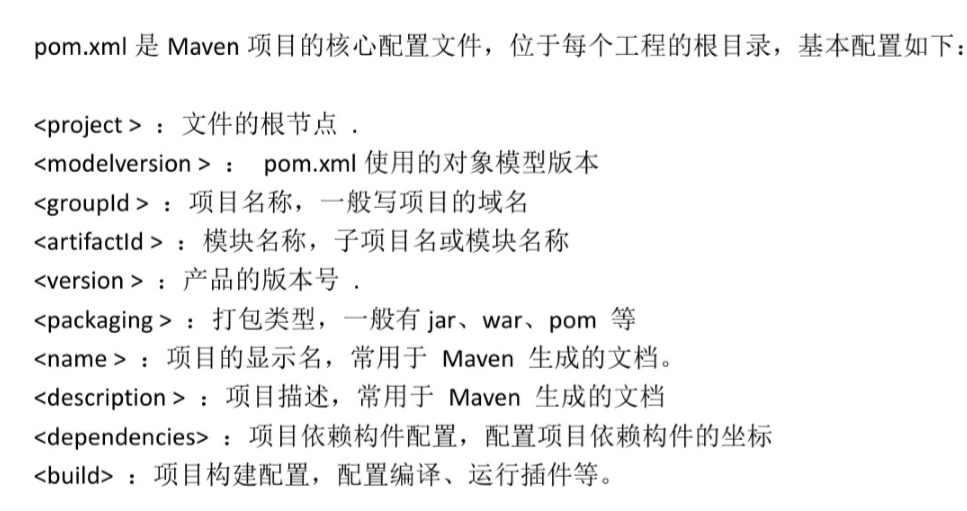 pom.xml 是 Maven 项目的核心配置文件，位于每个工程的根目录，基本配置如下：
<project > ：文件的根节点 .
<modelversion > ： pom.xml 使用的对象模型版本
<groupId > ：项目名称，一般写项目的域名
<artifactId > ：模块名称，子项目名或模块名称
<version > ：产品的版本号 .
<packaging > ：打包类型，一般有 jar、war、pom 等
<name > ：项目的显示名，常用于 Maven 生成的文档。
<description > ：项目描述，常用于 Maven 生成的文档
<dependencies> ：项目依赖构件配置，配置项目依赖构件的坐标
<build> ：项目构建配置，配置编译、运行插件等。